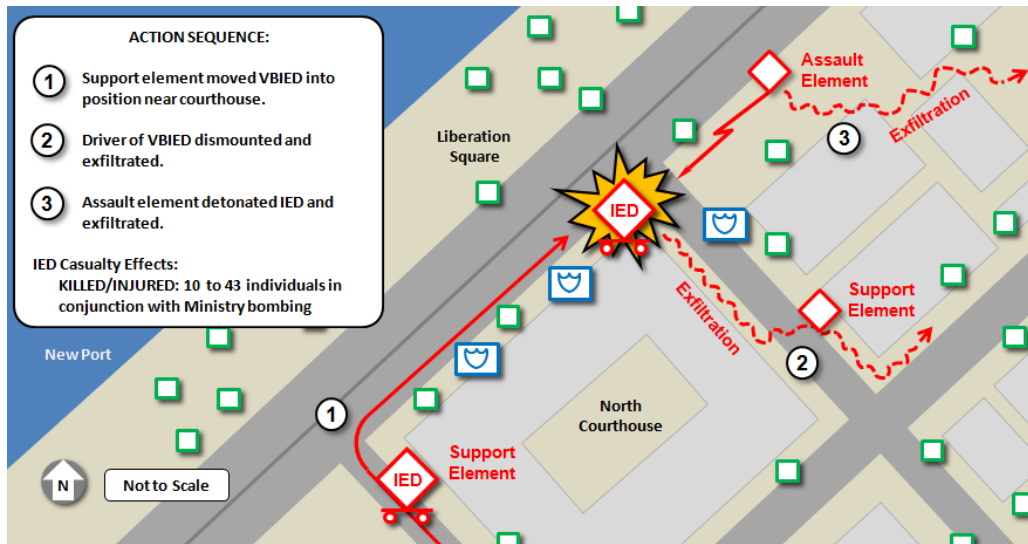 ACTION SEQUENCE:
1
Support element moved VBIED into
position near courthouse.
2
Driver of VBIED dismounted and
exfiltrated.
3
Assault element detonated IED and
exfiltrated.
IED Casualty Effects:
KILLED/INJURED: 10 to 43 individuals in
conjunction with Ministry bombing
Assault
Element
Exfiltration
3
Liberation
Square
IED
Support
Element
Exfiltration
2
New Port
1
North
Courthouse
Support
Element
IED
N
Not to Scale